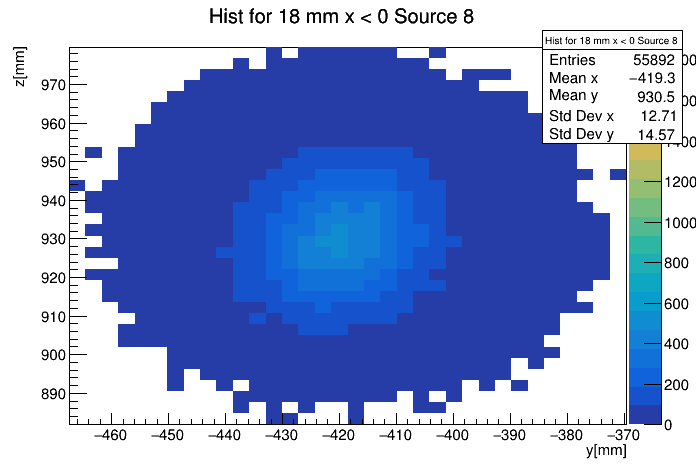 Hist for 18 mm x < 0 Source 8
z[mm]
Hist for 18 mm x < 0 Source 8
Entries 55892
Mean x −419.3
Mean y 930.5
Std Dev x 12.71
Std Dev y 14.57
970
960
950
940
930
920
910
900
890
1400
1200
1000
800
600
400
200
0
−460 −450 −440 −430 −420 −410 −400 −390 −380 −370
y[mm]